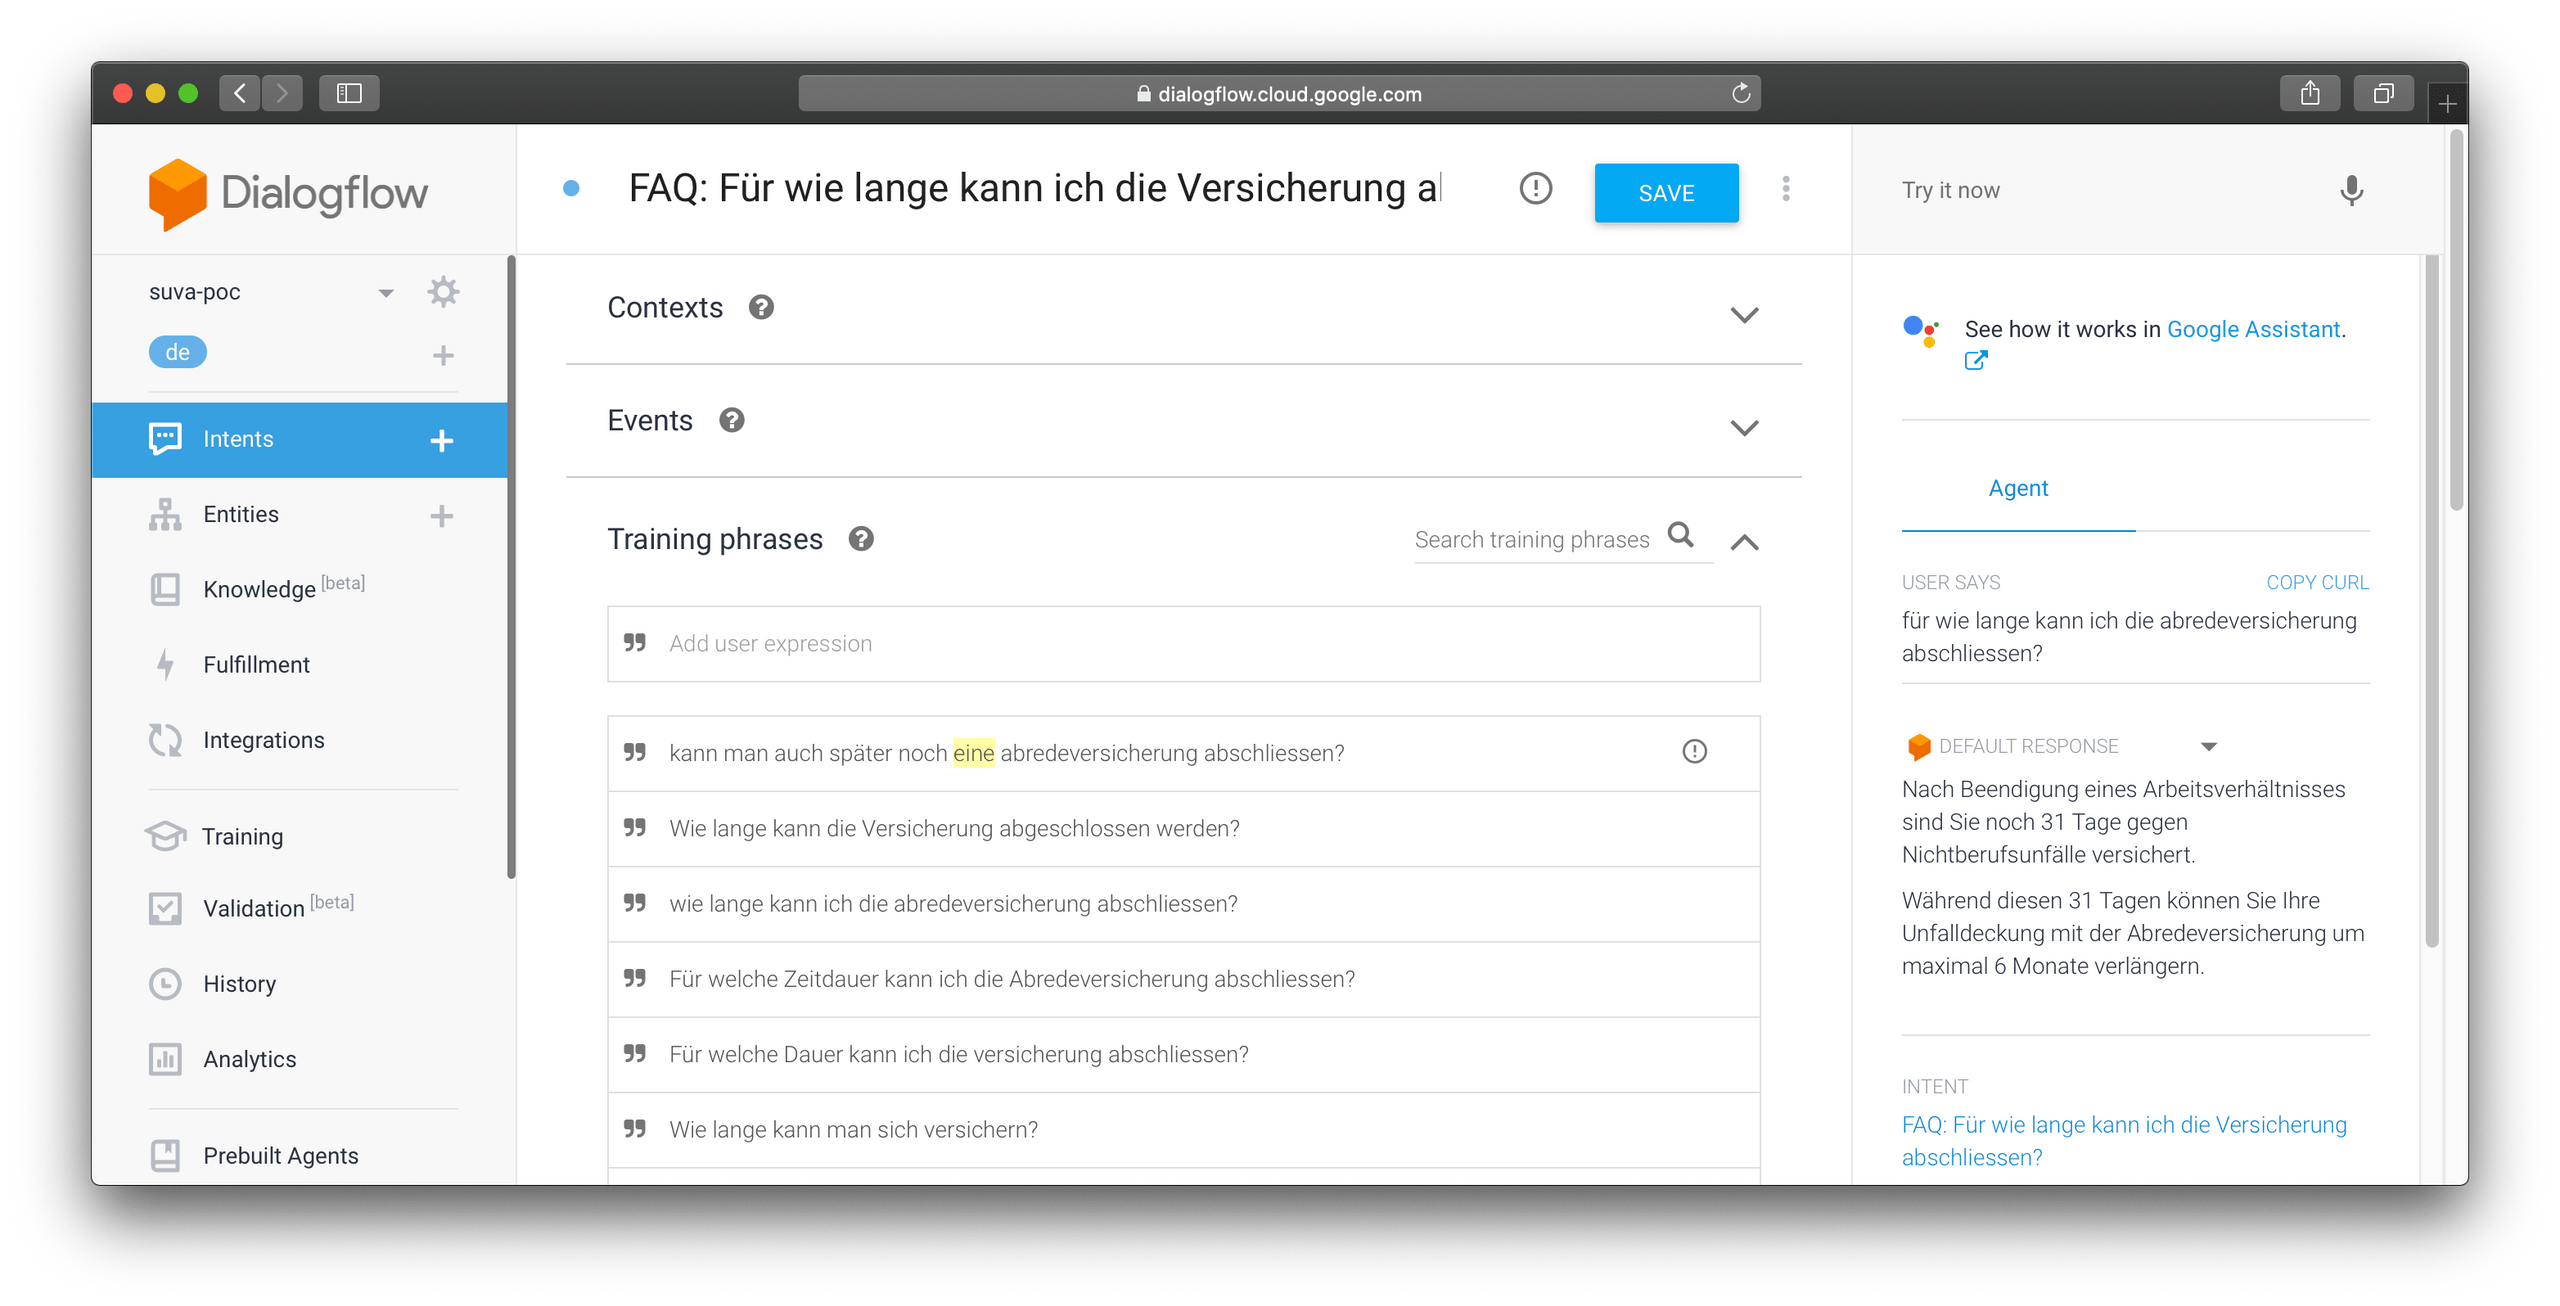 dialogflow.cloud.google.com
Dialogflow
suva-poc
de
Intents
Entities
Knowledge [beta]
Fulfillment
Integrations
Training
Validation [beta]
History
Analytics
Prebuilt Agents
FAQ: Für wie lange kann ich die Versicherung a
SAVE
Contexts
Events
Training phrases
Search training phrases
Add user expression
kann man auch später noch eine abredeversicherung abschliessen?
Wie lange kann die Versicherung abgeschlossen werden?
wie lange kann ich die abredeversicherung abschliessen?
Für welche Zeitdauer kann ich die Abredeversicherung abschliessen?
Für welche Dauer kann ich die versicherung abschliessen?
Wie lange kann man sich versichern?
Try it now
See how it works in Google Assistant.
Agent
USER SAYS COPY CURL
für wie lange kann ich die abredeversicherung
abschliessen?
DEFAULT RESPONSE
Nach Beendigung eines Arbeitsverhältnisses
sind Sie noch 31 Tage gegen
Nichtberufsunfälle versichert.
Während diesen 31 Tagen können Sie Ihre
Unfalldeckung mit der Abredeversicherung um
maximal 6 Monate verlängern.
INTENT
FAQ: Für wie lange kann ich die Versicherung
abschliessen?